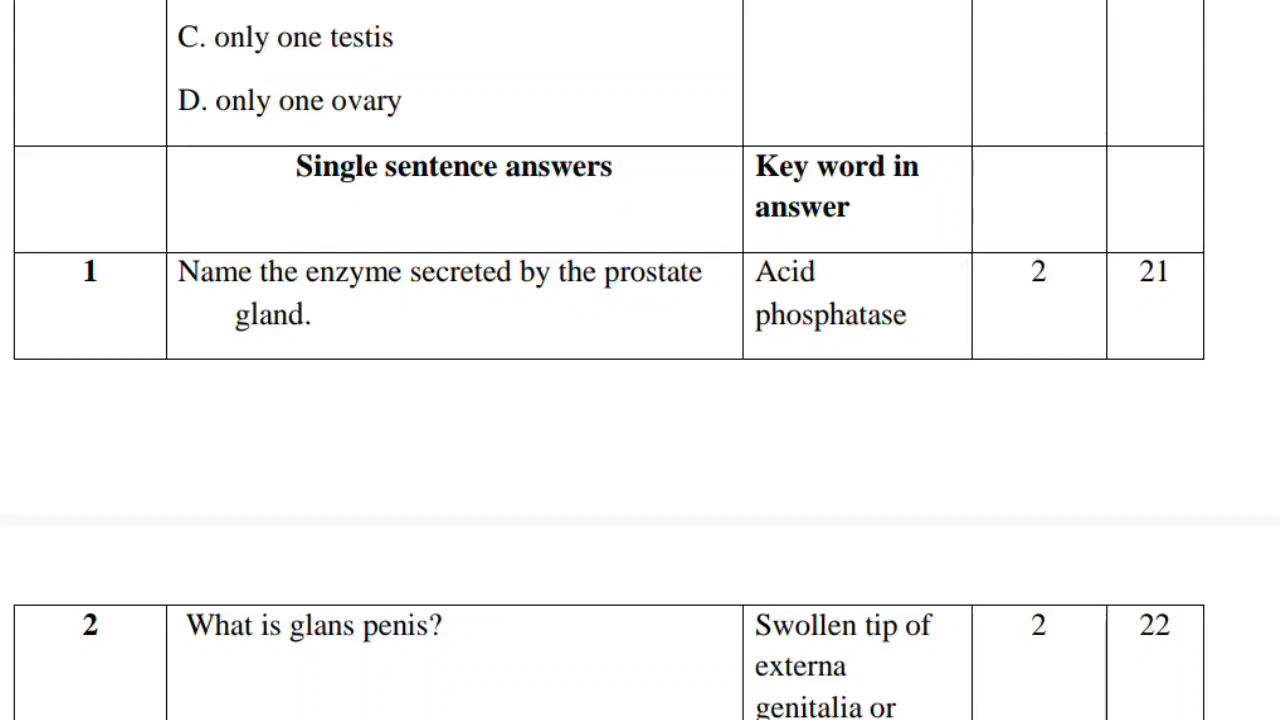 C. only one testis
D. only one ovary
Single sentence answers
Key word in
answer
1
Name the enzyme secreted by the prostate
gland.
Acid
phosphatase
2
21
2
What is glans penis?
Swollen tip of
externa
genitalia or
2
22